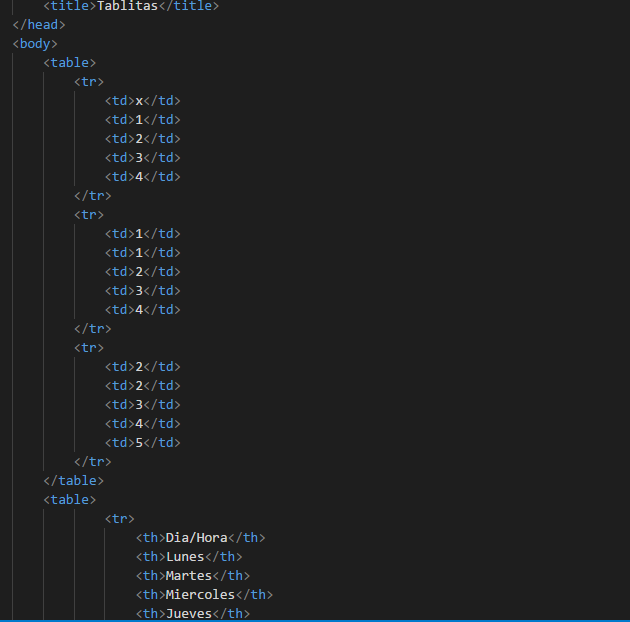 <title>Tablitas</title>
</head>
<body>
<table>
<tr>
<td>x</td>
<td>1</td>
<td>2</td>
<td>3</td>
<td>4</td>
</tr>
<tr>
<td>1</td>
<td>1</td>
<td>2</td>
<td>3</td>
<td>4</td>
</tr>
<tr>
<td>2</td>
<td>2</td>
<td>3</td>
<td>4</td>
<td>5</td>
</tr>
</table>
<table>
<tr>
<th>Dia/Hora</th>
<th>Lunes</th>
<th>Martes</th>
<th>Miercoles</th>
<th>Jueves</th>